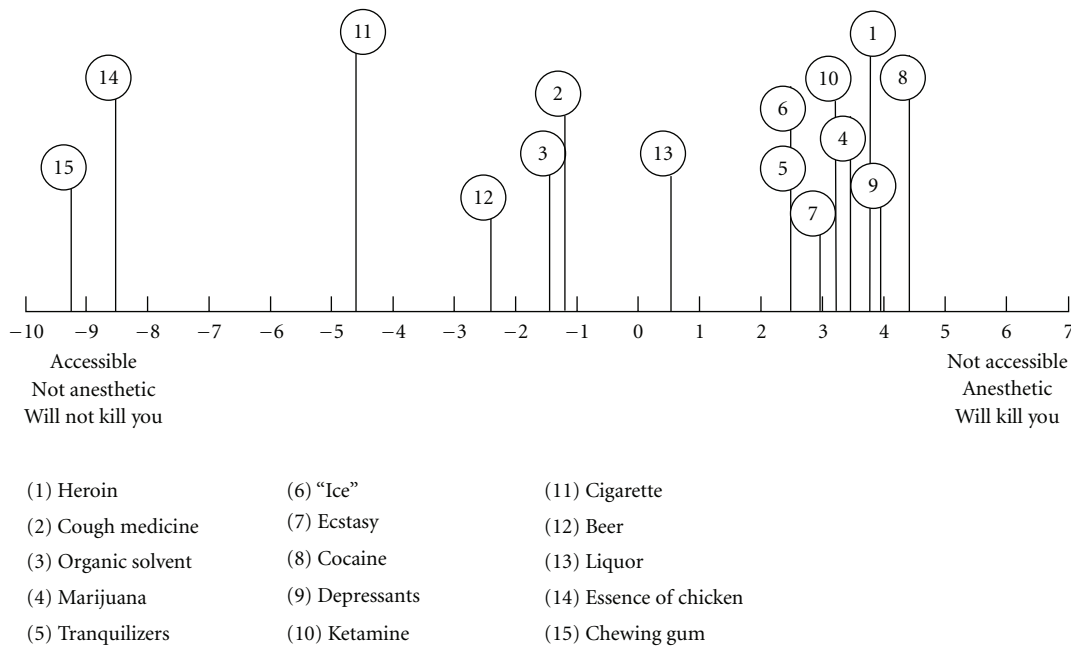 11
1
14
10
8
2
6
4
3
13
15
5
9
12
7
−10 −9 −8 −7 −6 −5 −4 −3 −2 −1 0 1 2 3 4 5 6 7
Accessible
Not anesthetic
Will not kill you
Not accessible
Anesthetic
Will kill you
(1) Heroin
(2) Cough medicine
(3) Organic solvent
(4) Marijuana
(5) Tranquilizers
(6) “Ice”
(7) Ecstasy
(8) Cocaine
(9) Depressants
(10) Ketamine
(11) Cigarette
(12) Beer
(13) Liquor
(14) Essence of chicken
(15) Chewing gum